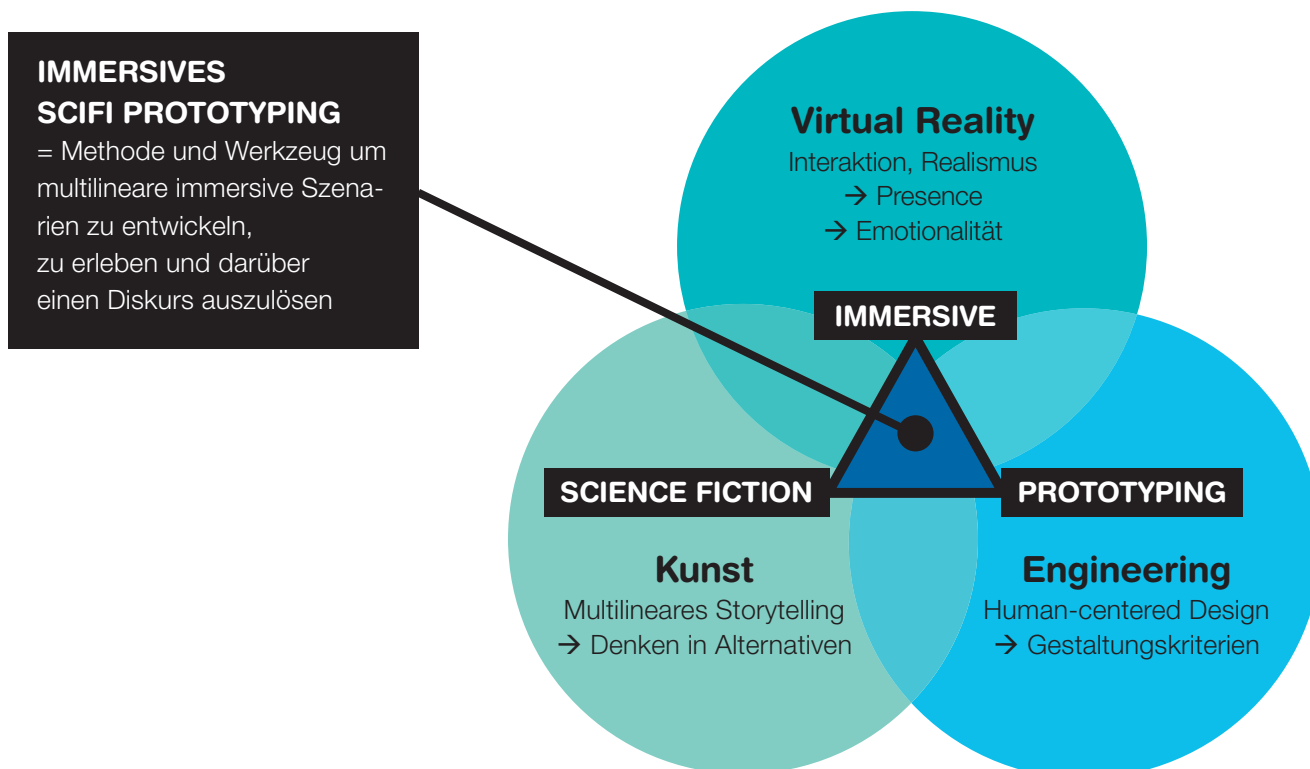 IMMERSIVES
SCIFI PROTOTYPING
= Methode und Werkzeug um
multilineare immersive Szena-
rien zu entwickeln,
zu erleben und darüber
einen Diskurs auszulösen
Virtual Reality
Interaktion, Realismus
→ Presence
→ Emotionalität
IMMERSIVE
SCIENCE FICTION
PROTOTYPING
Kunst
Multilineares Storytelling
→ Denken in Alternativen
Engineering
Human-centered Design
→ Gestaltungskriterien